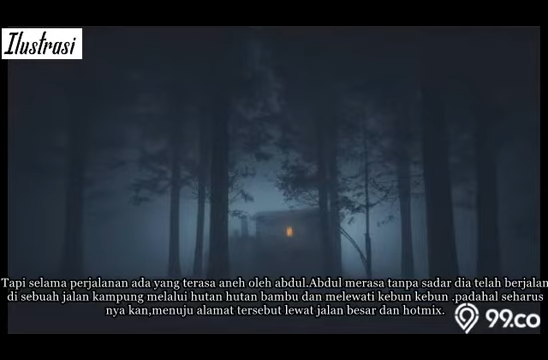 Ilustrasi
Tapi selama perjalanan ada yang terasa aneh oleh abdul.Abdul merasa tanpa sadar dia telah berjalan
di sebuah jalan kampung melalui hutan hutan bambu dan melewati kebun kebun .padahal seharus
nya kan,menuju alamat tersebut lewat jalan besar dan hotmix.
99.co